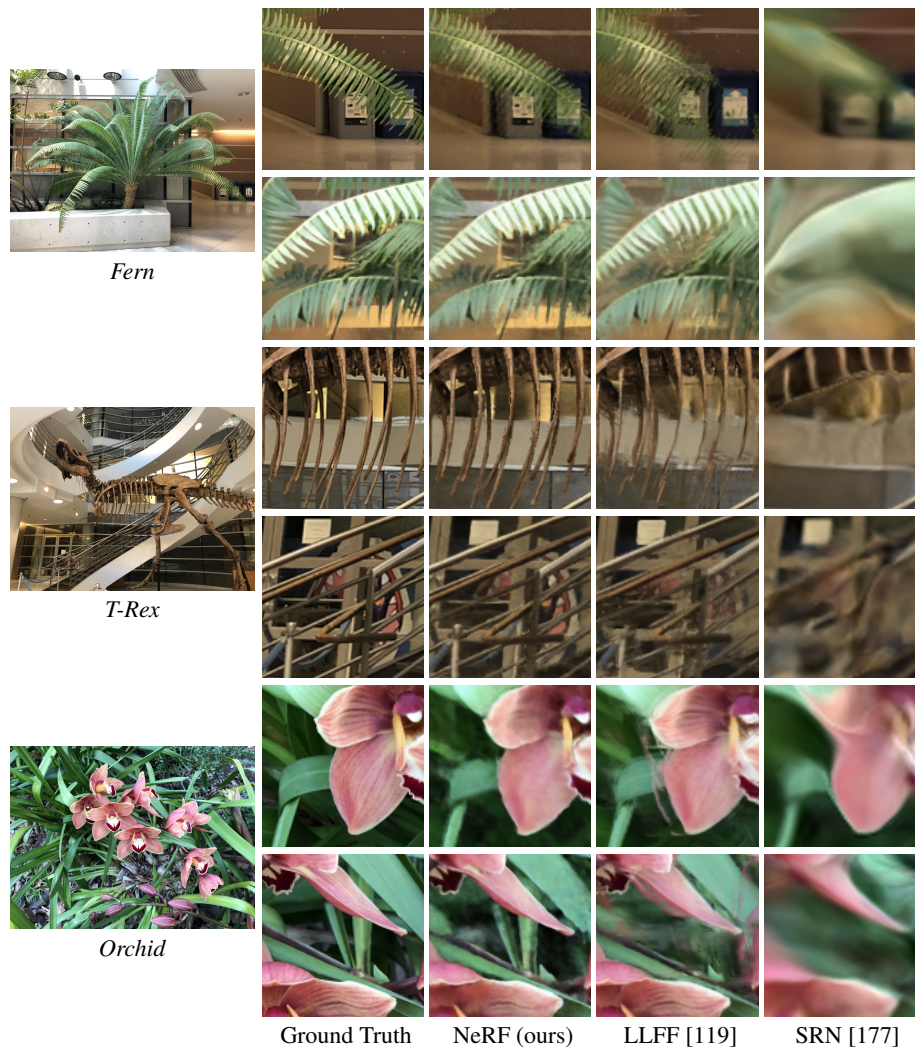 Fern
T-Rex
Orchid
Ground Truth
NeRF (ours)
LLFF [119]
SRN [177]